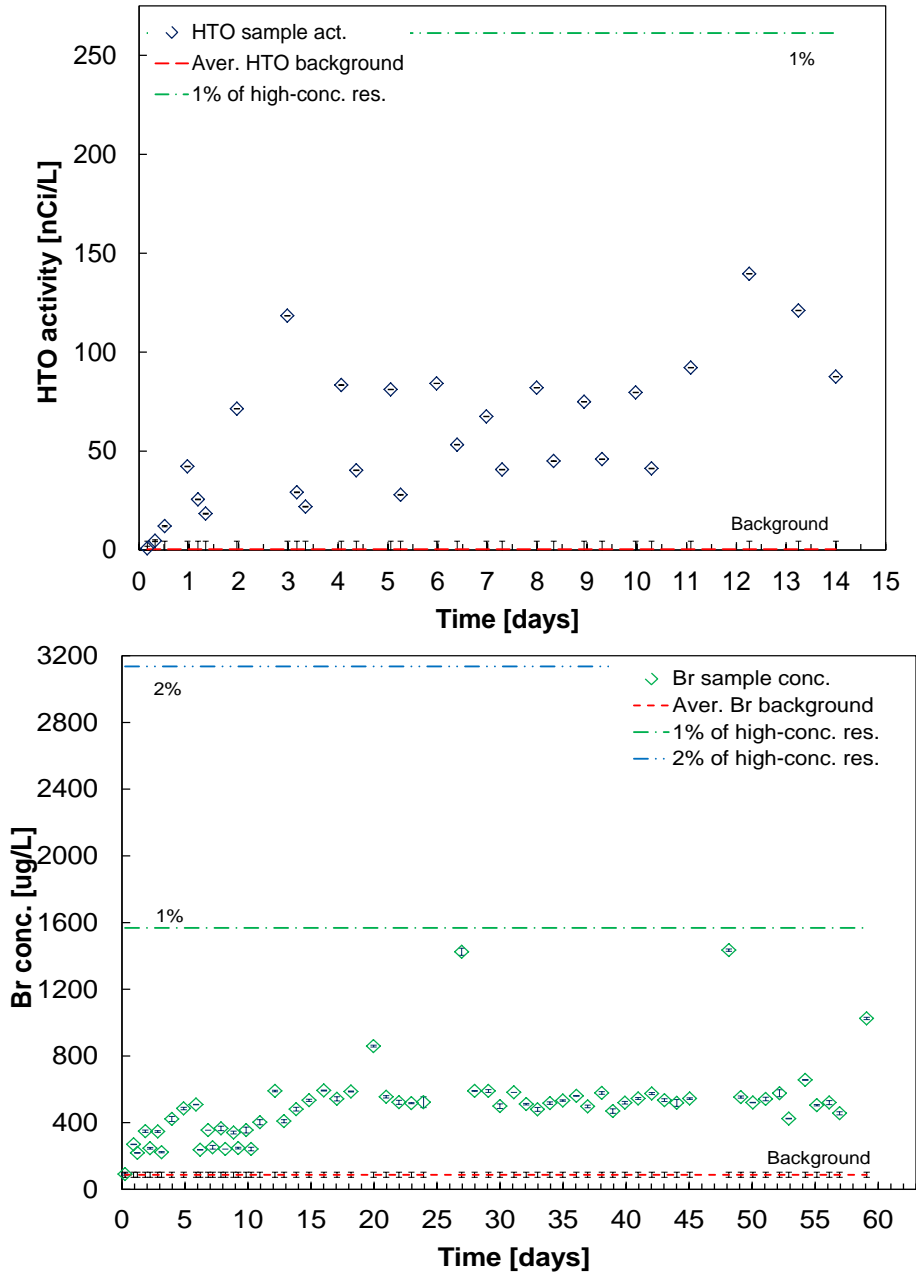 HTO sample act.
Aver. HTO background
1% of high-conc. res.
1%
Background
HTO activity [nCi/L]
250
200
150
100
50
0
0 1 2 3 4 5 6 7 8 9 10 11 12 13 14 15
Time [days]
Br sample conc.
Aver. Br background
1% of high-conc. res.
2% of high-conc. res.
2%
1%
Background
Br conc. [ug/L]
3200
2800
2400
2000
1600
1200
800
400
0
0 5 10 15 20 25 30 35 40 45 50 55 60
Time [days]